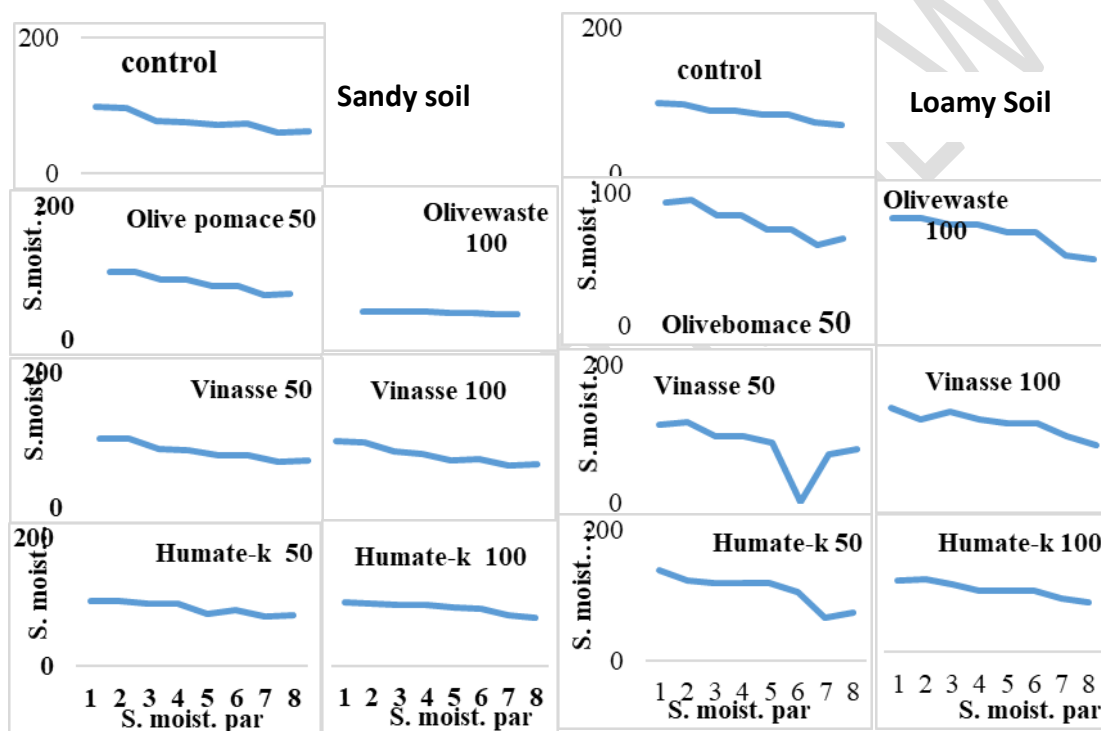 200
control
0
Sandy soil
200
S.moist...
Olive pomace 50
0
Olivewaste
100
200
S.moist..
Vinasse 50
0
Vinasse 100
200
S. moist..
Humate-k 50
0
1 2 3 4 5 6 7 8
S. moist. par
Humate-k 100
1 2 3 4 5 6 7 8
S. moist. par
200
control
0
Loamy Soil
100
S.moist...
0
Olivebomace 50
Olivewaste
100
200
S.moist...
Vinasse 50
0
Vinasse 100
200
S. moist...
Humate-k 50
0
1 2 3 4 5 6 7 8
S. moist. par
Humate-k 100
1 2 3 4 5 6 7 8
S. moist. par